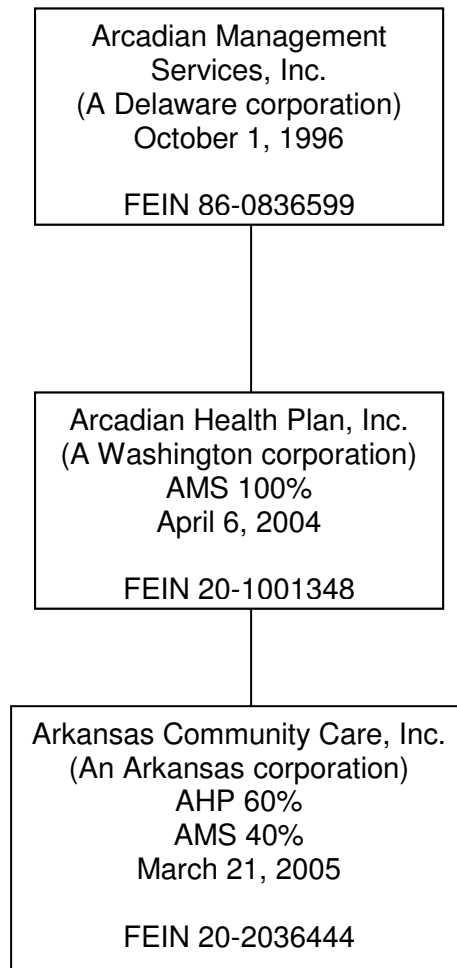 Arcadian Management
Services, Inc.
(A Delaware corporation)
October 1, 1996
FEIN 86-0836599
Arcadian Health Plan, Inc.
(A Washington corporation)
AMS 100%
April 6, 2004
FEIN 20-1001348
Arkansas Community Care, Inc.
(An Arkansas corporation)
AHP 60%
AMS 40%
March 21, 2005
FEIN 20-2036444